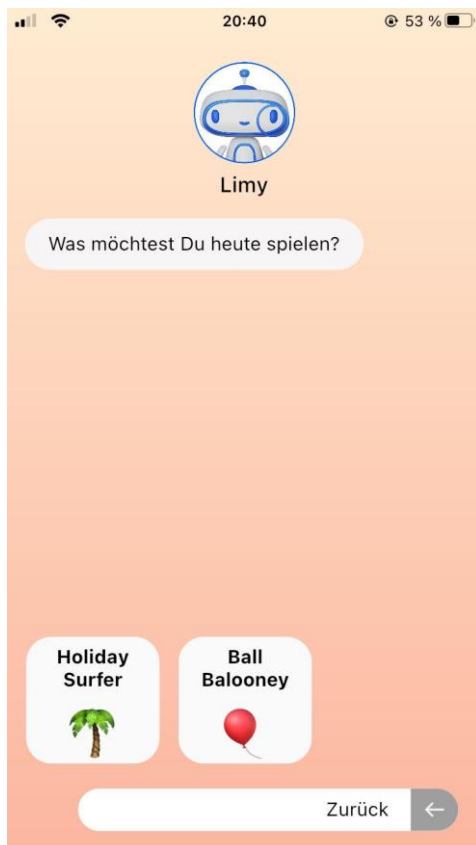 20:40
53 %
Limy
Was möchtest Du heute spielen?
Holiday
Surfer
Ball
Balooney
Zurück